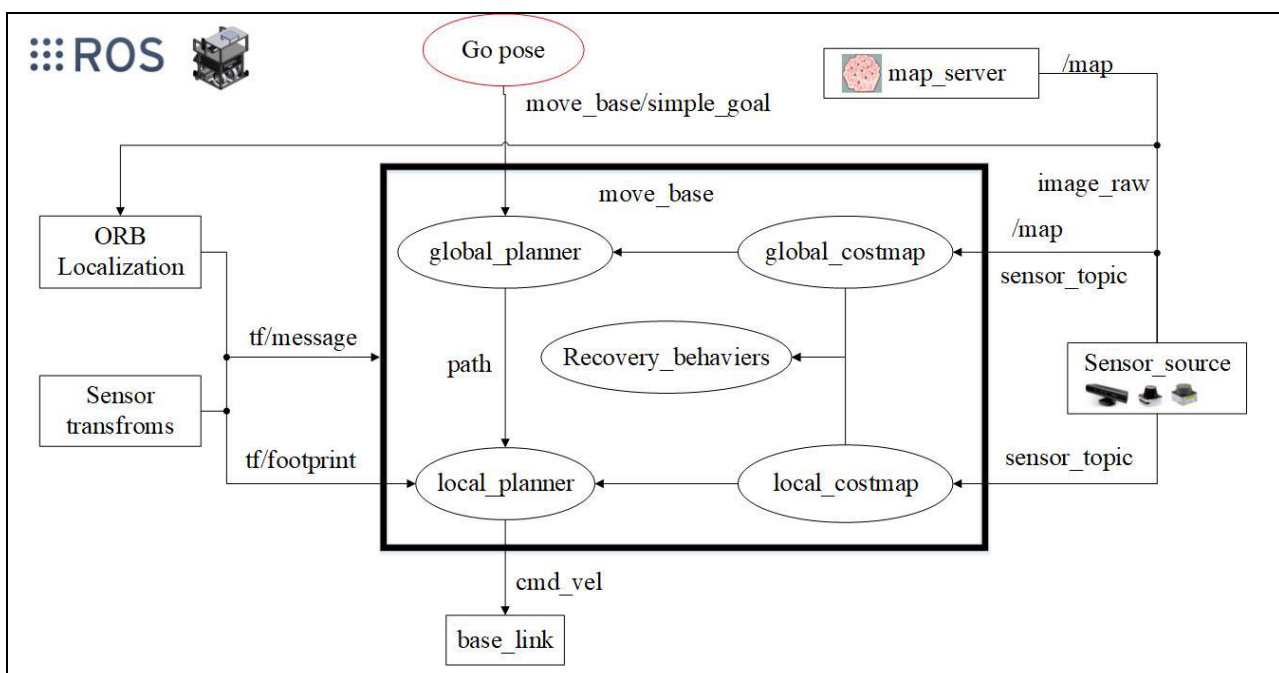 ROS
Go pose
map_server
/map
move_base/simple_goal
move_base
image_raw
ORB
Localization
global_planner
global_costmap
/map
sensor_topic
tf/message
path
Recovery_behaviers
Sensor_source
Sensor
transfroms
tf/footprint
local_planner
local_costmap
sensor_topic
cmd_vel
base_link